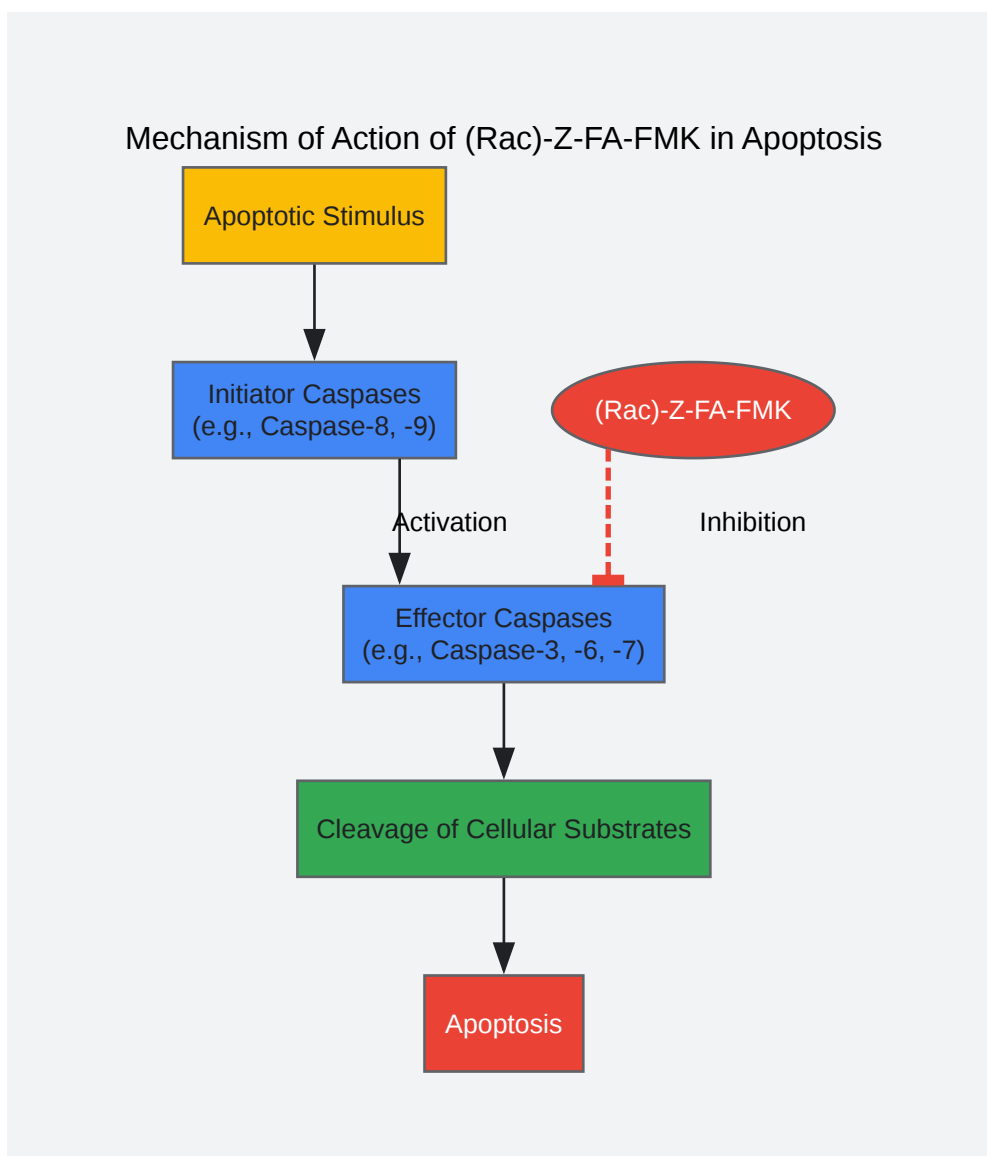 Mechanism of Action of (Rac)-Z-FA-FMK in Apoptosis
Apoptotic Stimulus
Initiator Caspases
(e.g., Caspase-8, -9)
(Rac)-Z-FA-FMK
Activation
Inhibition
Effector Caspases
(e.g., Caspase-3, -6, -7)
Cleavage of Cellular Substrates
Apoptosis